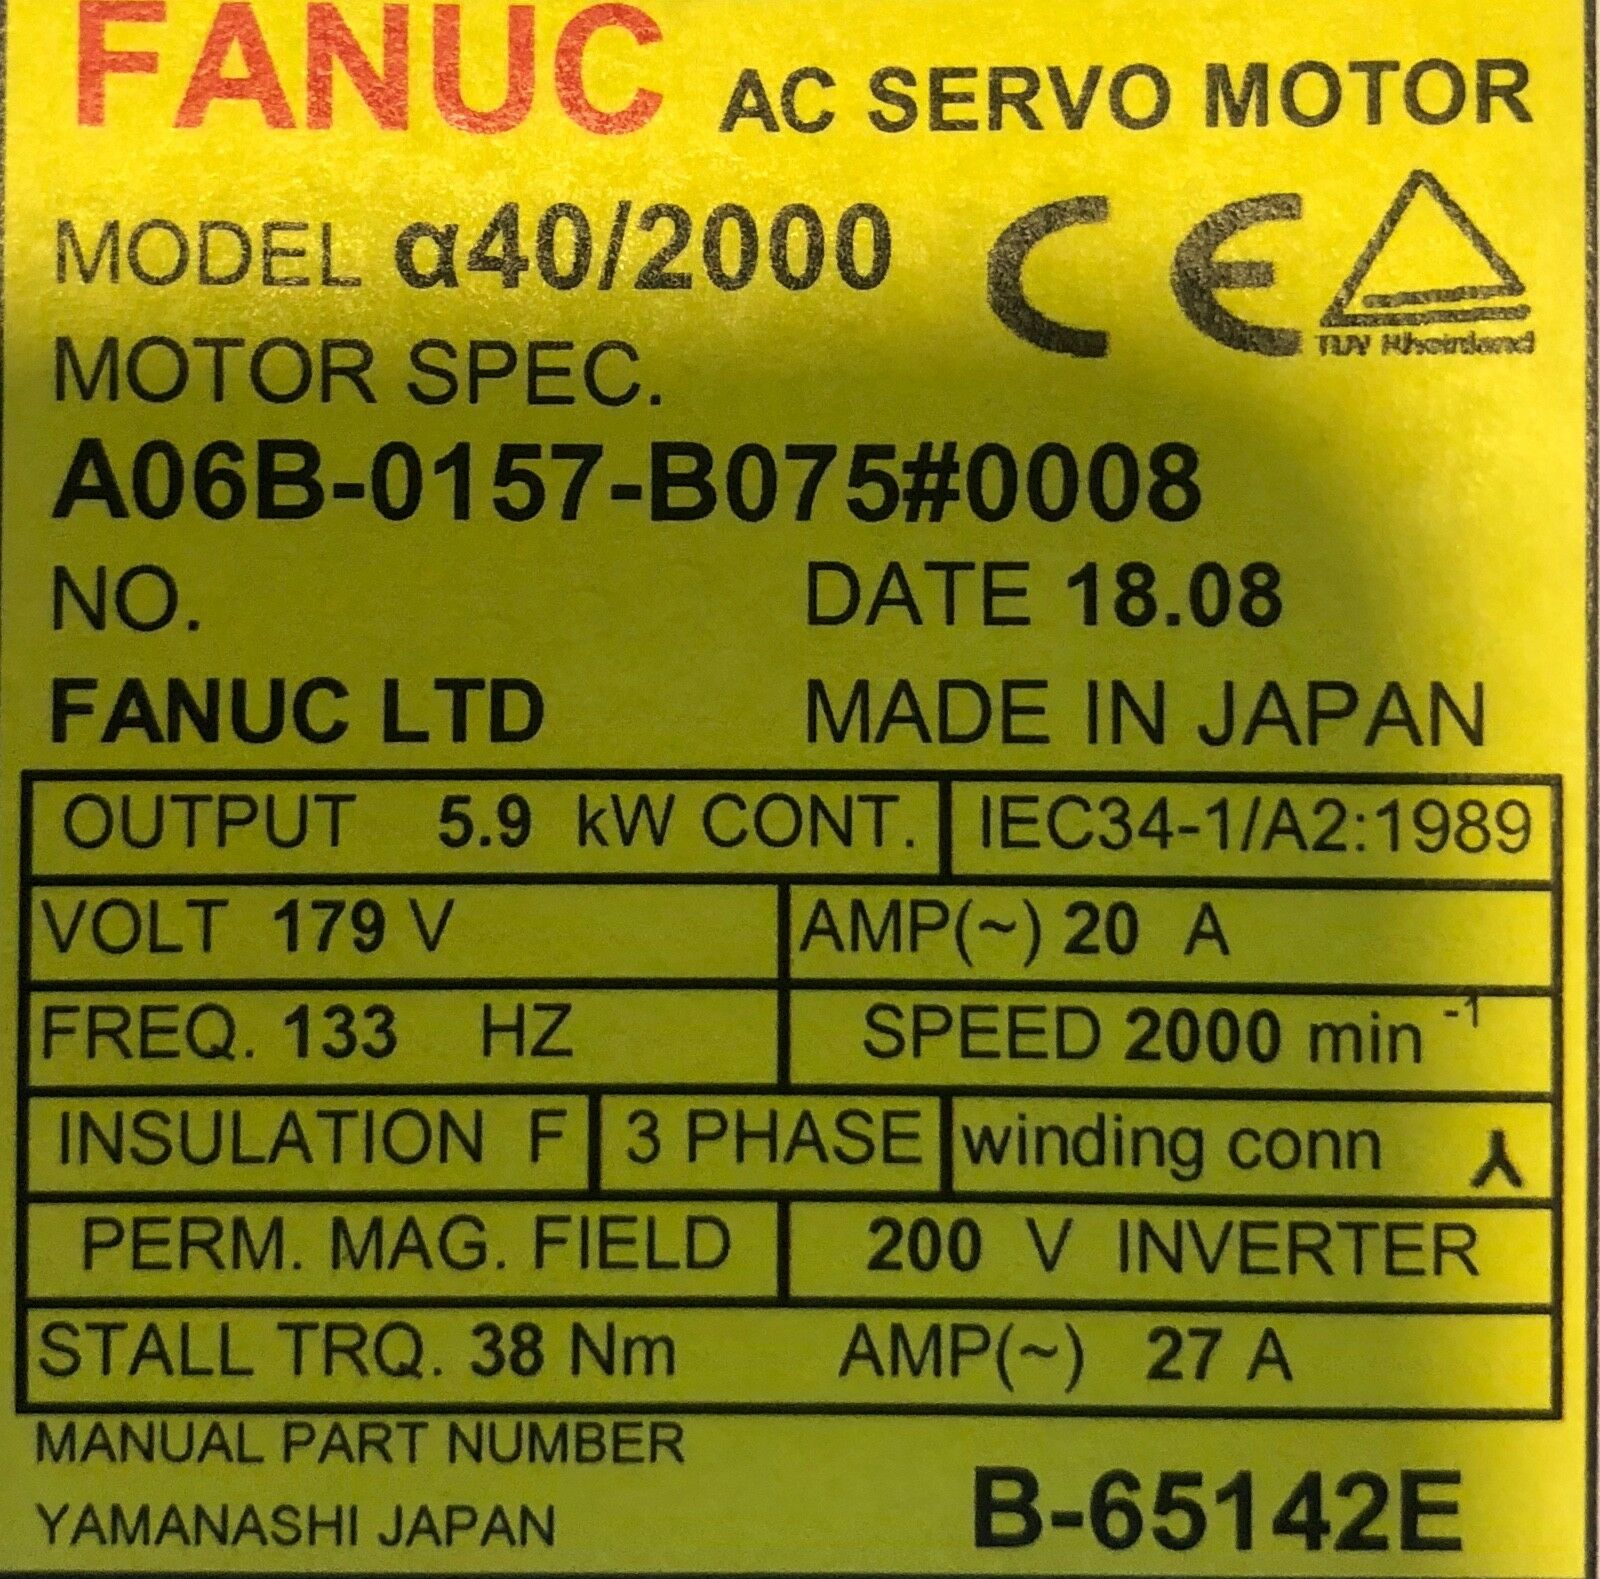 FANUC AC SERVO MOTOR
MODEL α40/2000 CE
TUV Rheinland
MOTOR SPEC.
A06B-0157-B075#0008
NO. DATE 18.08
FANUC LTD MADE IN JAPAN
OUTPUT 5.9 kW CONT. IEC34-1/A2:1989
VOLT 179 V AMP(~) 20 A
FREQ. 133 HZ SPEED 2000 min⁻¹
INSULATION F 3 PHASE winding conn
PERM. MAG. FIELD 200 V INVERTER
STALL TRQ. 38 Nm AMP(~) 27 A
MANUAL PART NUMBER
YAMANASHI JAPAN B-65142E